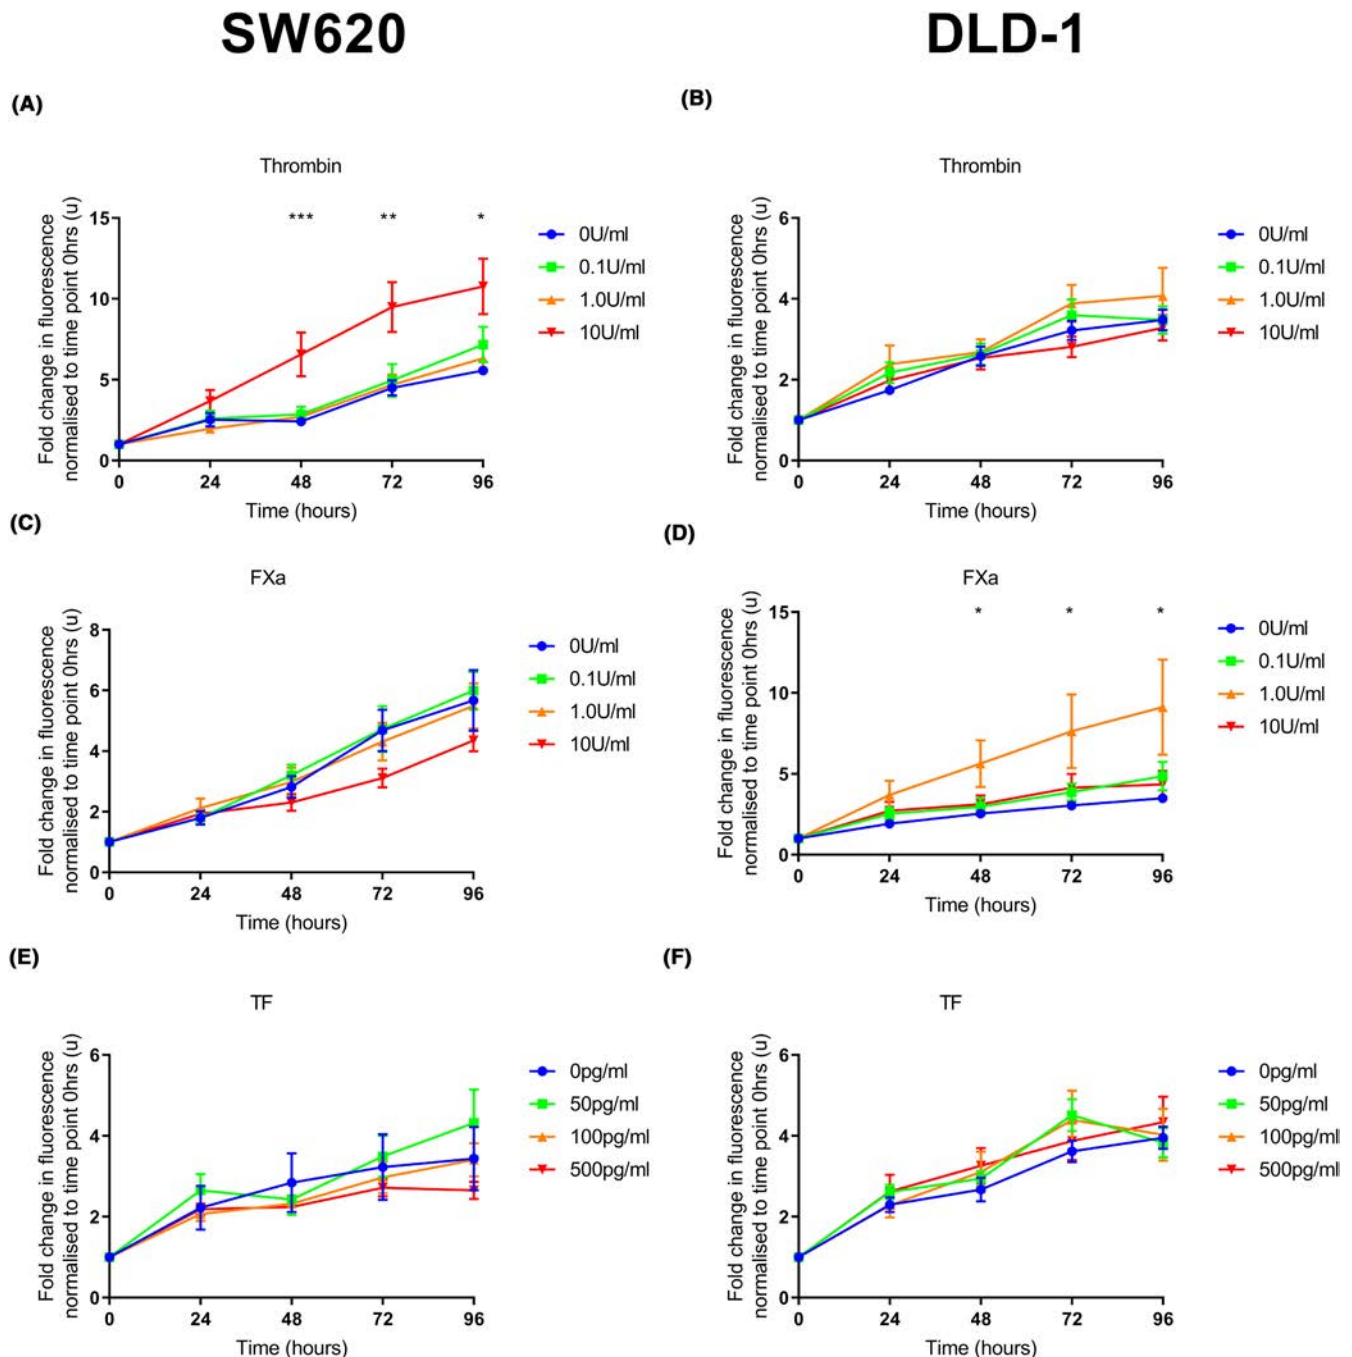 SW620
DLD-1
(A)
Thrombin
Fold change in fluorescence
normalised to time point 0hrs (u)
15
10
5
0
*** ** *
0 24 48 72 96
Time (hours)
0U/ml
0.1U/ml
1.0U/ml
10U/ml
(B)
Thrombin
Fold change in fluorescence
normalised to time point 0hrs (u)
6
4
2
0
0 24 48 72 96
Time (hours)
0U/ml
0.1U/ml
1.0U/ml
10U/ml
(C)
FXa
Fold change in fluorescence
normalised to time point 0hrs (u)
8
6
4
2
0
0 24 48 72 96
Time (hours)
0U/ml
0.1U/ml
1.0U/ml
10U/ml
(D)
FXa
Fold change in fluorescence
normalised to time point 0hrs (u)
15
10
5
0
* * *
0 24 48 72 96
Time (hours)
0U/ml
0.1U/ml
1.0U/ml
10U/ml
(E)
TF
Fold change in fluorescence
normalised to time point 0hrs (u)
6
4
2
0
0 24 48 72 96
Time (hours)
0pg/ml
50pg/ml
100pg/ml
500pg/ml
(F)
TF
Fold change in fluorescence
normalised to time point 0hrs (u)
6
4
2
0
0 24 48 72 96
Time (hours)
0pg/ml
50pg/ml
100pg/ml
500pg/ml